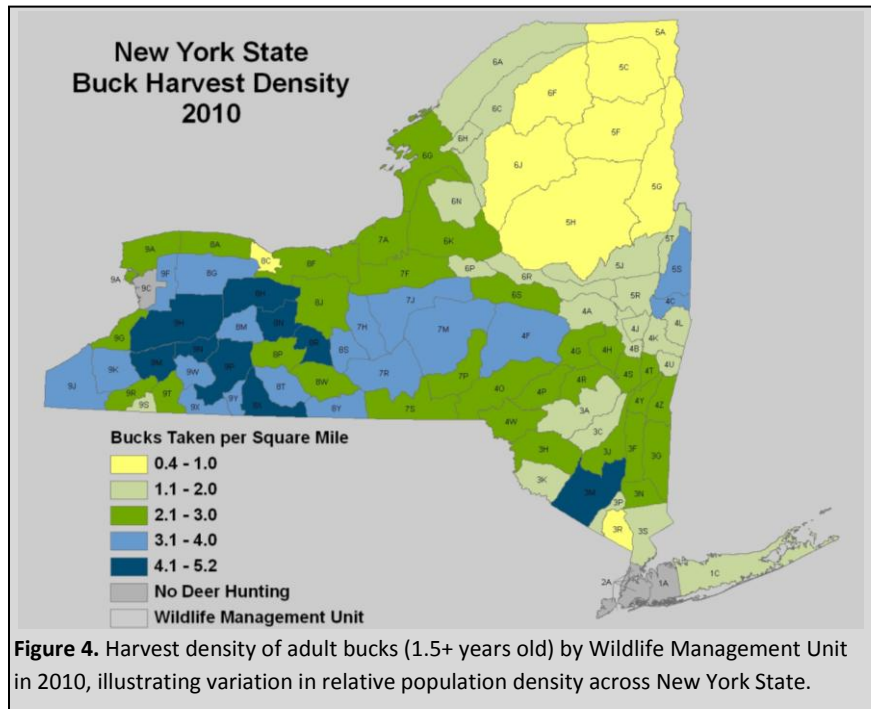 New York State
Buck Harvest Density
2010
5A
6A
5C
6F
6C
5F
6H
6J
6G
5G
6N
5H
9A
8A
8C
8F
7A
6K
5T
5J
9A
9F
8G
7F
6P
6R
5S
9C
6S
5R
4C
9H
8H
8J
7J
4A
4L
8M
8N
7H
7M
4J
4K
9G
8R
8S
4F
4B
9M
9N
9P
8P
7R
4G
4H
4U
9J
9K
9W
8T
8W
7P
4R
4S
4T
9R
9T
9Y
8X
8Y
7S
4O
4P
3A
4Y
4Z
9S
9X
4W
3C
Bucks Taken per Square Mile
3H
3J
3F
3G
0.4 - 1.0
3K
1.1 - 2.0
3M
3N
2.1 - 3.0
3P
3.1 - 4.0
3R
3S
4.1 - 5.2
No Deer Hunting
2A
1A
1C
Wildlife Management Unit
Figure 4. Harvest density of adult bucks (1.5+ years old) by Wildlife Management Unit
in 2010, illustrating variation in relative population density across New York State.